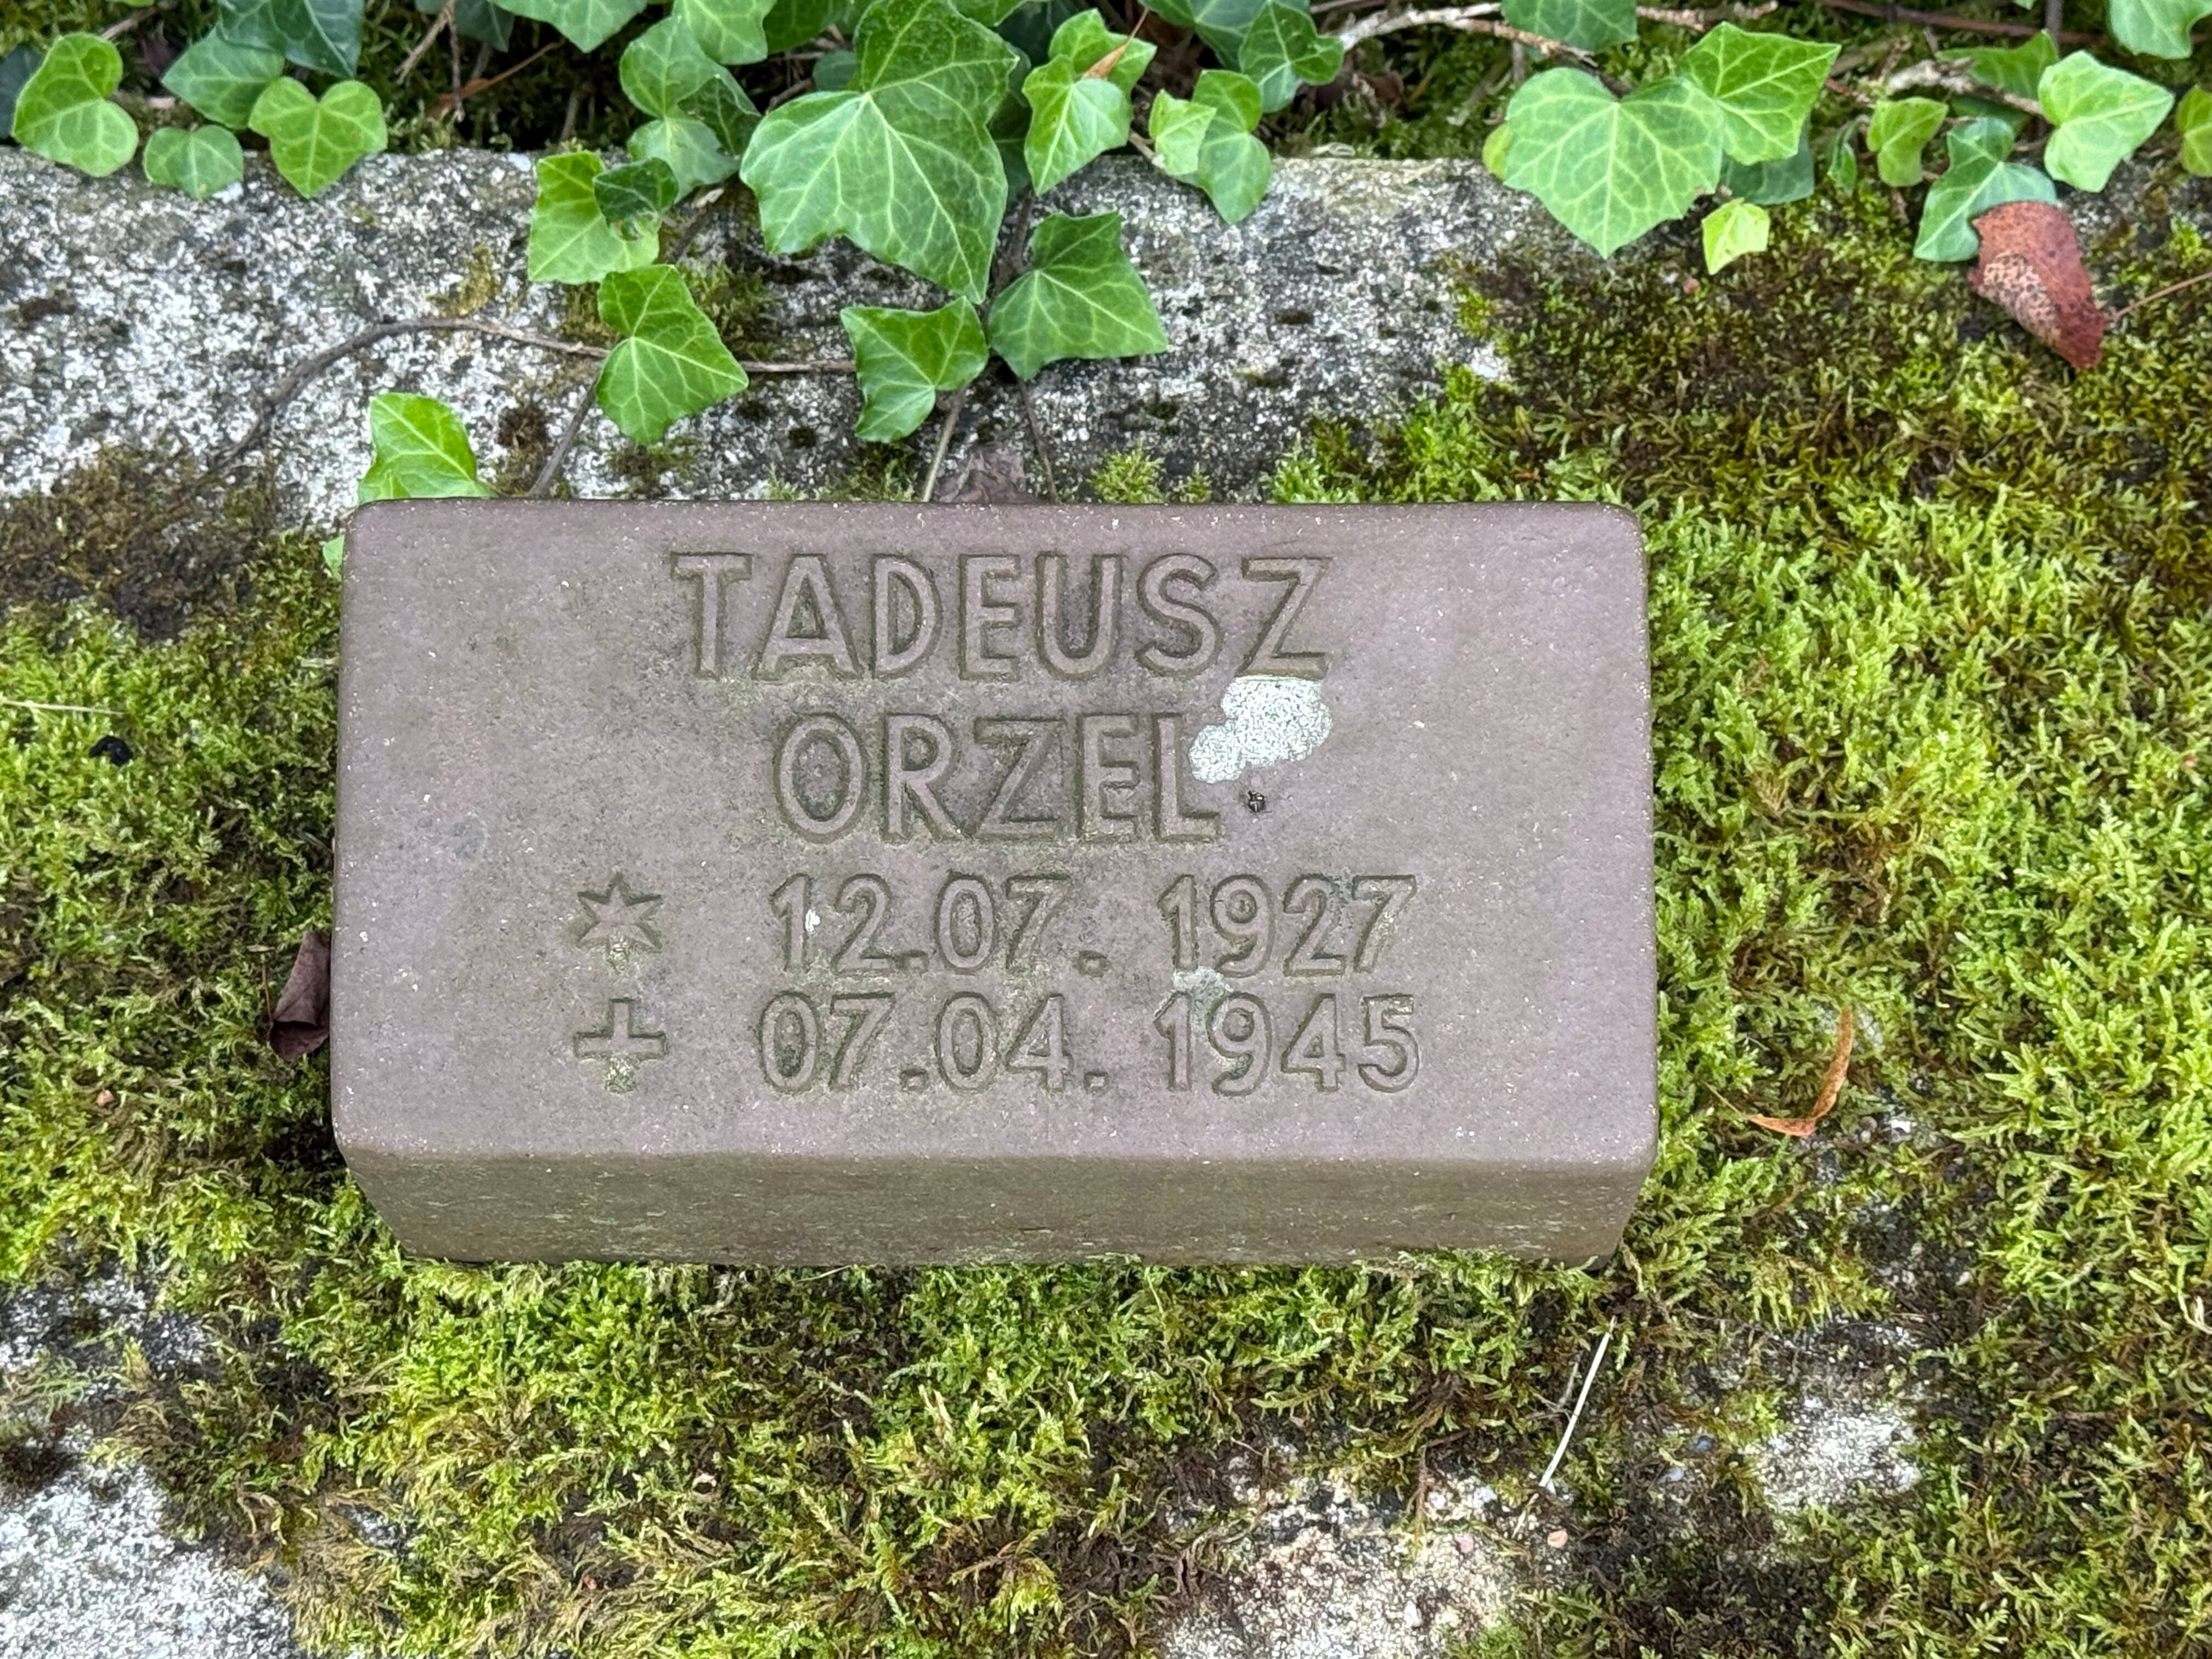 TADEUSZ
ORZEL
* 12.07. 1927
+ 07.04. 1945